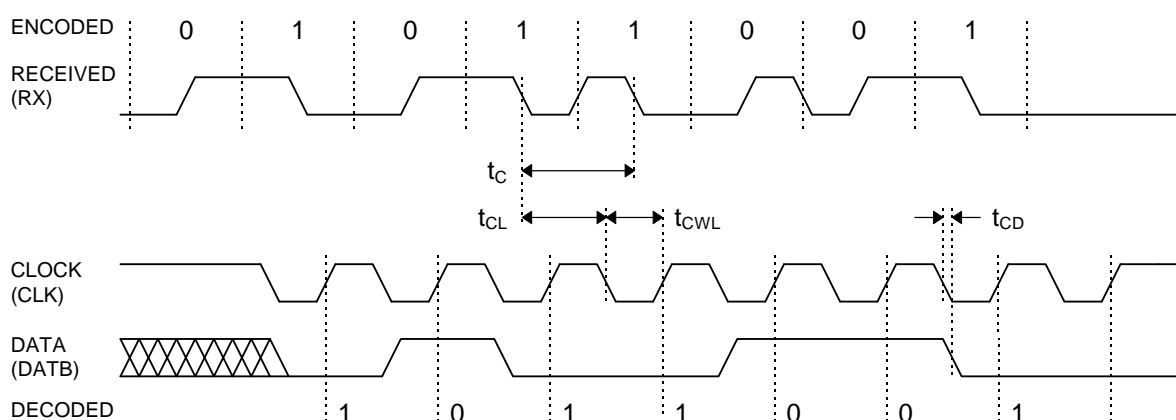 ENCODED 0 1 0 1 1 0 0 1
RECEIVED
(RX)
tC
tCL tCWL tCD
CLOCK
(CLK)
DATA
(DATB)
DECODED 1 0 1 1 0 0 1